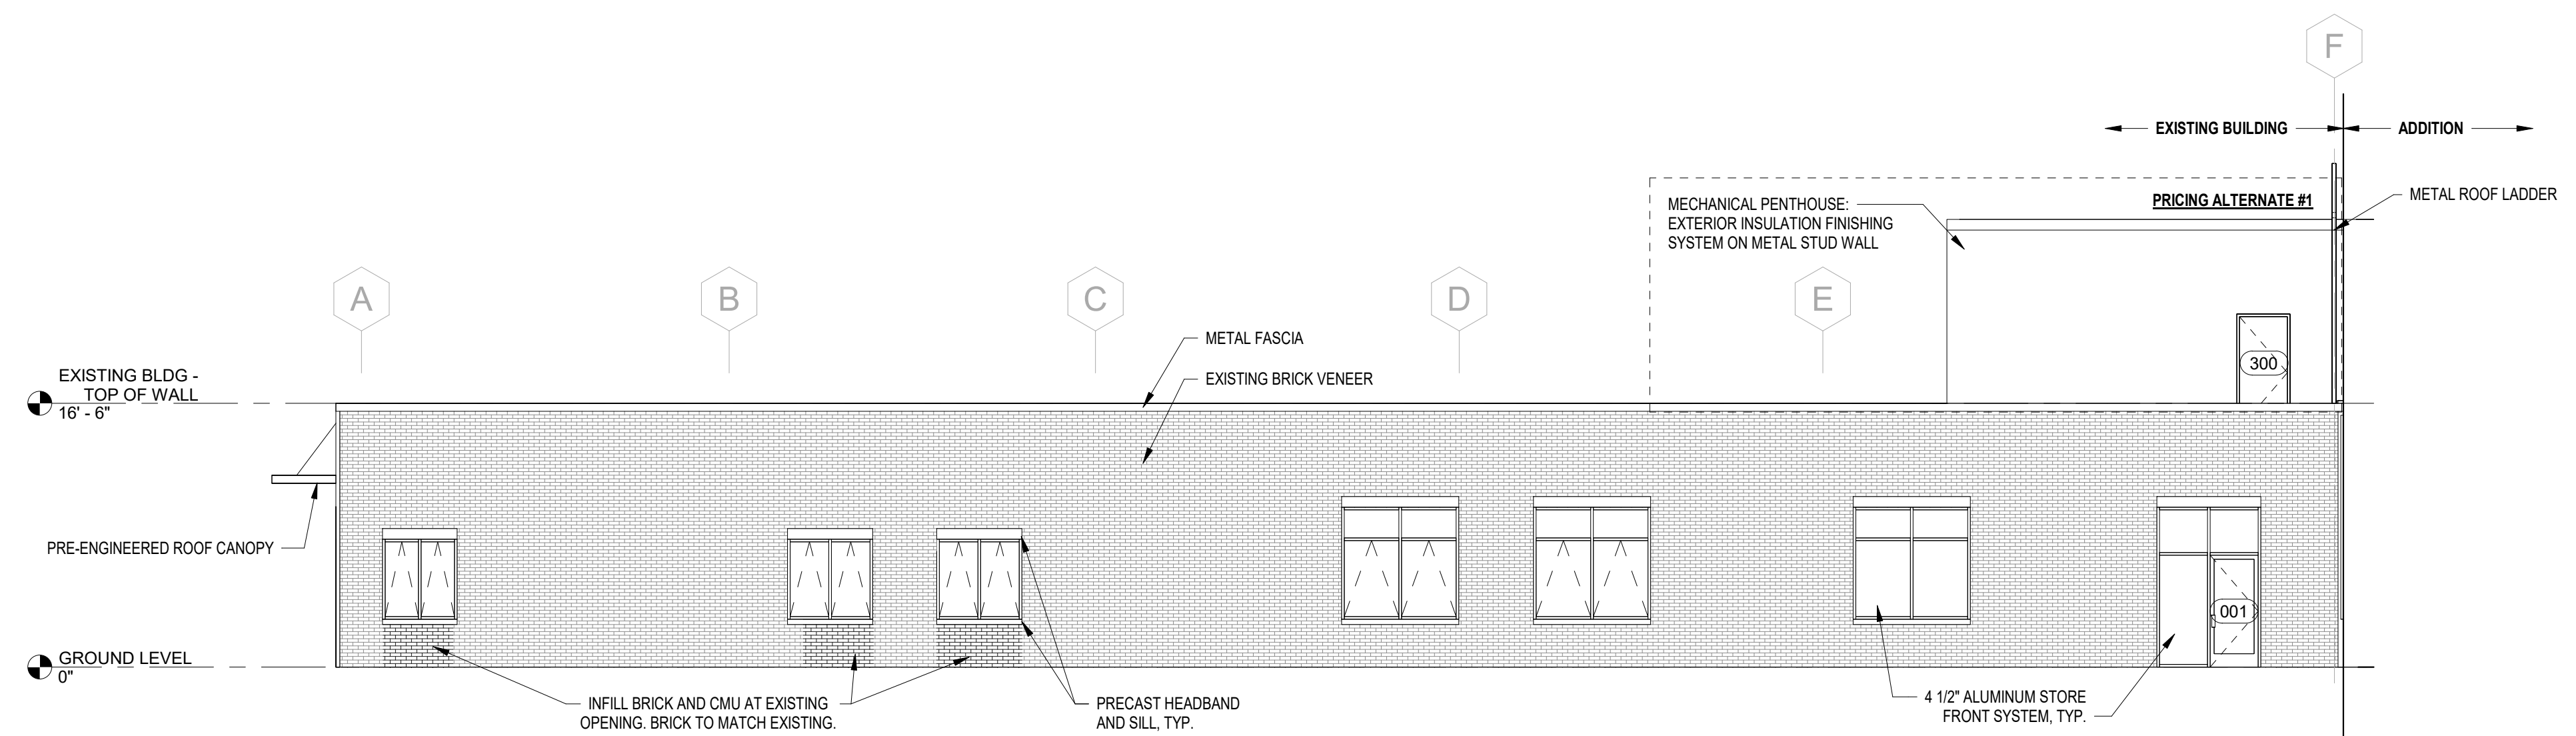 F
EXISTING BUILDING
ADDITION
MECHANICAL PENTHOUSE:
EXTERIOR INSULATION FINISHING
SYSTEM ON METAL STUD WALL
PRICING ALTERNATE #1
METAL ROOF LADDER
A
B
C
D
E
METAL FASCIA
EXISTING BRICK VENEER
300
EXISTING BLDG -
TOP OF WALL
16' - 6"
PRE-ENGINEERED ROOF CANOPY
001
GROUND LEVEL
0"
INFILL BRICK AND CMU AT EXISTING
OPENING. BRICK TO MATCH EXISTING.
PRECAST HEADBAND
AND SILL, TYP.
4 1/2" ALUMINUM STORE
FRONT SYSTEM, TYP.